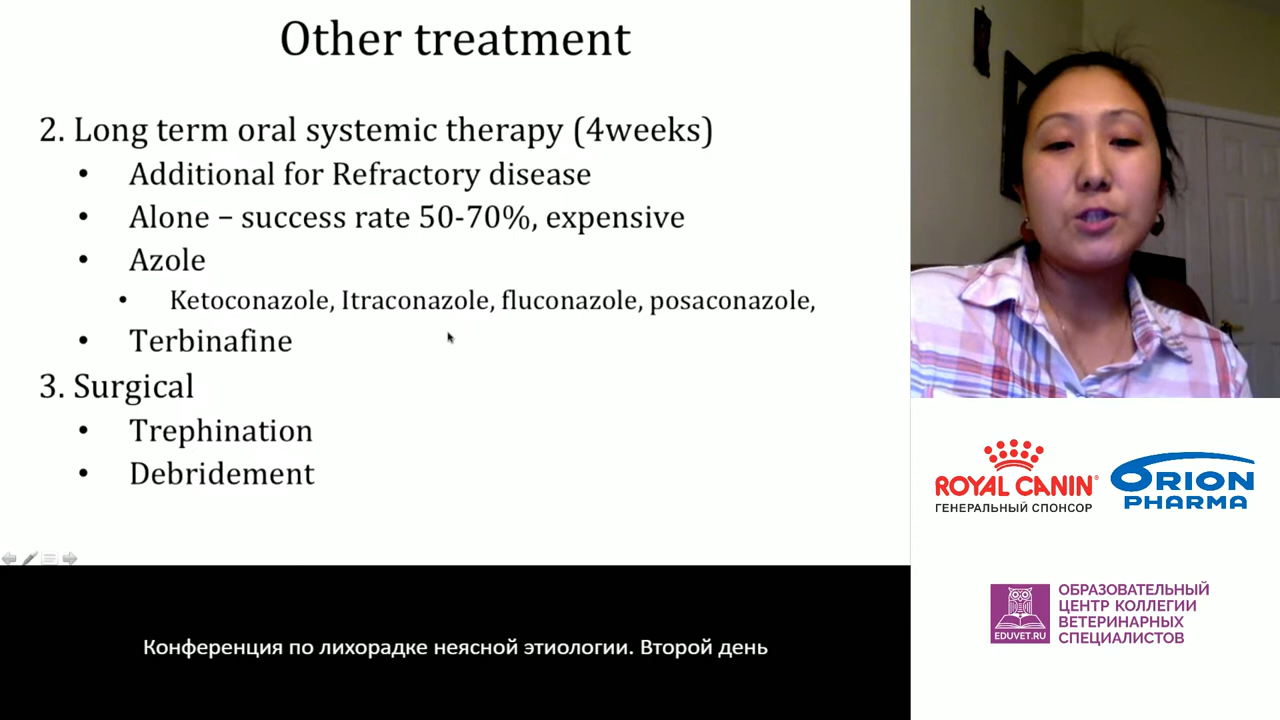 Other treatment
2. Long term oral systemic therapy (4weeks)
• Additional for Refractory disease
• Alone – success rate 50-70%, expensive
• Azole
• Ketoconazole, Itraconazole, fluconazole, posaconazole,
• Terbinafine
3. Surgical
• Trephination
• Debridement
Конференция по лихорадке неясной этиологии. Второй день
ROYAL CANIN®
ГЕНЕРАЛЬНЫЙ СПОНСОР
ORION
PHARMA
EDUVET.RU
ОБРАЗОВАТЕЛЬНЫЙ
ЦЕНТР КОЛЛЕГИИ
ВЕТЕРИНАРНЫХ
СПЕЦИАЛИСТОВ